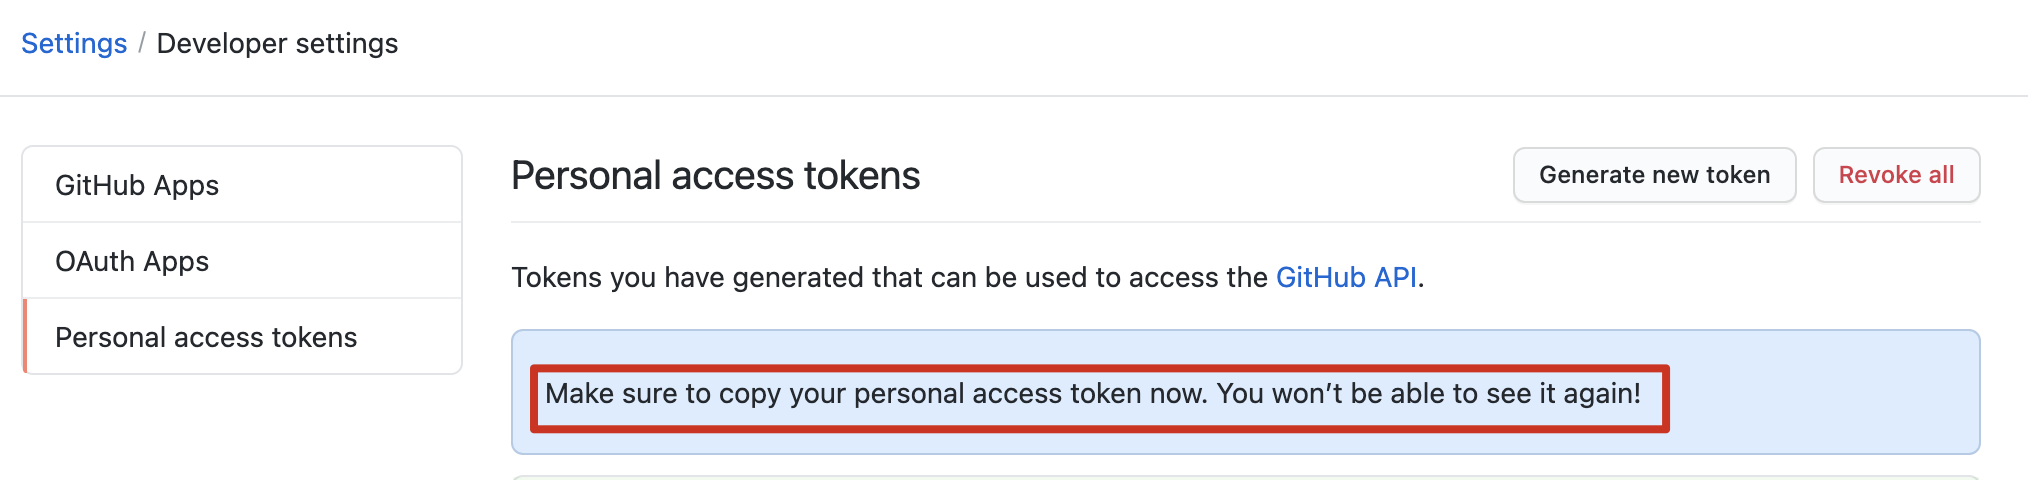 Settings / Developer settings
GitHub Apps
OAuth Apps
Personal access tokens
Personal access tokens
Generate new token
Revoke all
Tokens you have generated that can be used to access the GitHub API.
Make sure to copy your personal access token now. You won’t be able to see it again!